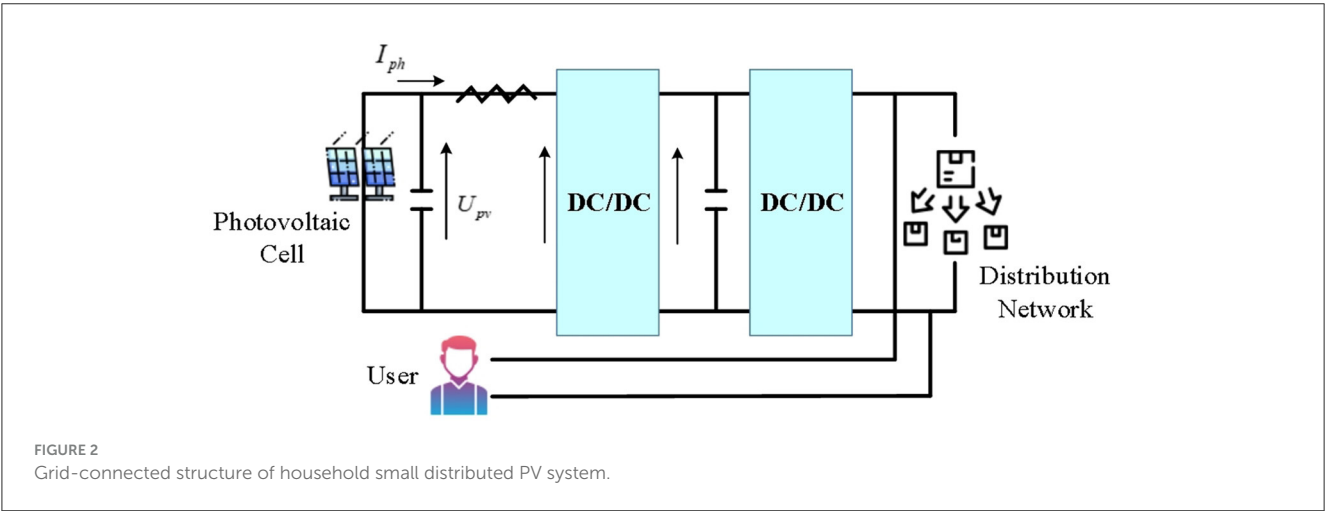 I_ph
Photovoltaic
Cell
U_pv
DC/DC
DC/DC
Distribution
Network
User
FIGURE 2
Grid-connected structure of household small distributed PV system.